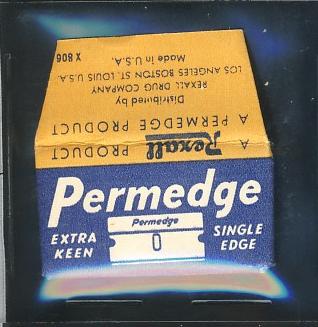 X 806
Made in U.S.A.
LOS ANGELES BOSTON ST. LOUIS U.S.A.
REXALL DRUG COMPANY
Distributed by
A PERMEDGE PRODUCT
A Rexall PRODUCT
Permedge
EXTRA KEEN
Permedge
0
SINGLE EDGE